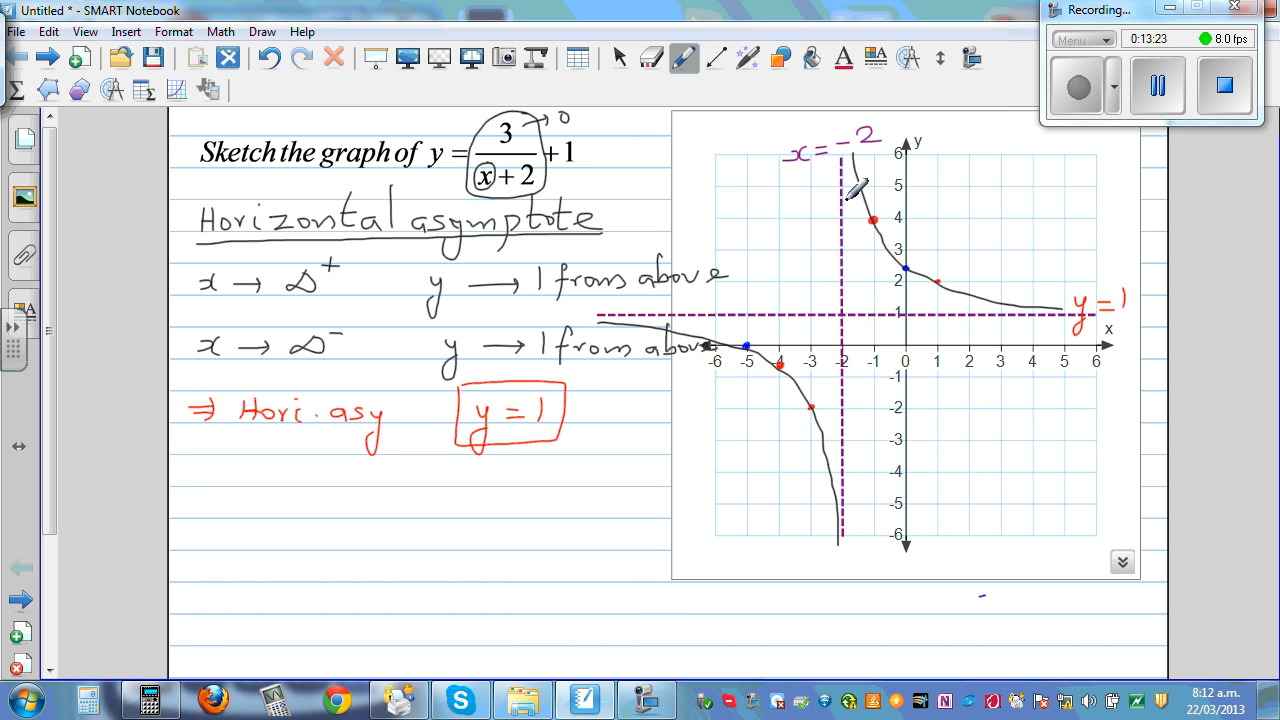 Untitled * - SMART Notebook
Recording...
File Edit View Insert Format Math Draw Help
Menu 0:13:23 8.0 fps
Sketch the graph of y = 3/(x + 2) + 1 → 0
Horizontal asymptote
x → ∞⁺ y → 1 from above
x → ∞⁻ y → 1 from above
⇒ Hori. asy y = 1
x = -2
y
6
5
4
3
2
1
y = 1
x
-6 -5 -4 -3 -2 -1 0 1 2 3 4 5 6
-1
-2
-3
-4
-5
-6
8:12 a.m.
22/03/2013